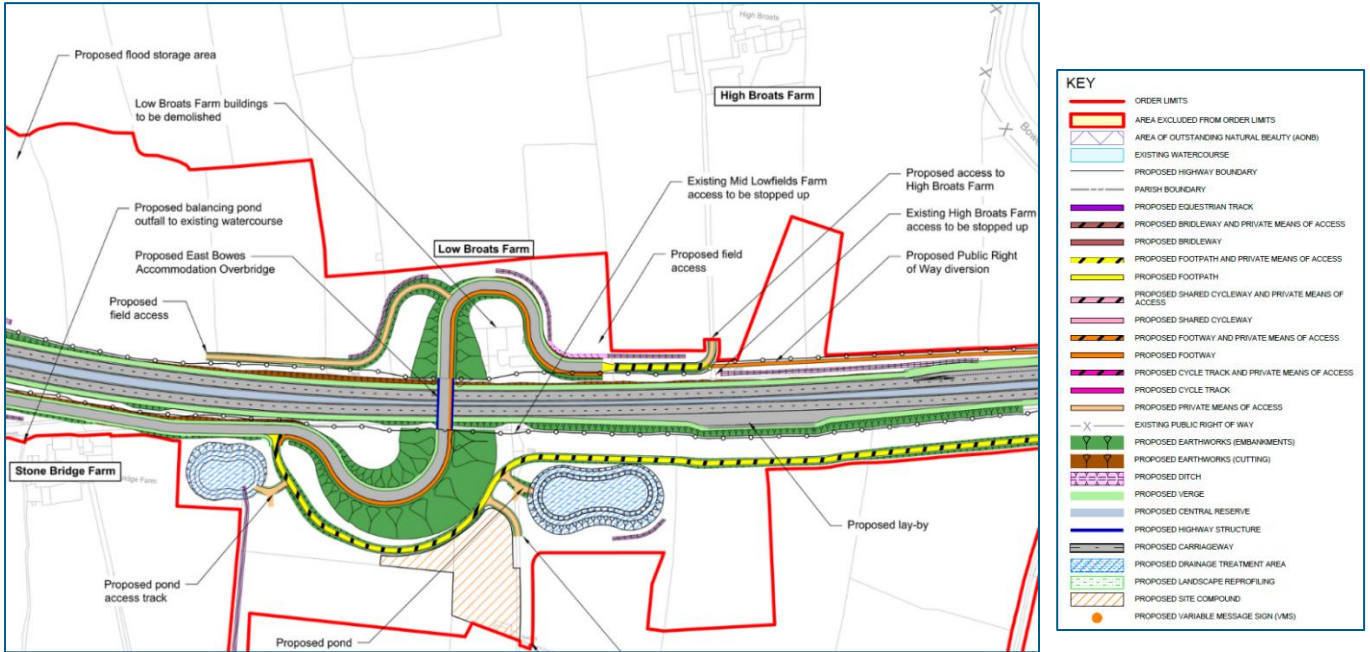 High Broats
Proposed flood storage area
Low Broats Farm buildings
to be demolished
High Broats Farm
Bowe
Proposed balancing pond
outfall to existing watercourse
Existing Mid Lowfields Farm
access to be stopped up
Proposed access to
High Broats Farm
Existing High Broats Farm
access to be stopped up
Low Broats Farm
Proposed East Bowes
Accommodation Overbridge
Proposed field
access
Proposed Public Right
of Way diversion
Proposed
field access
Stone Bridge Farm
Bridge Farm
Proposed lay-by
Proposed pond
access track
Proposed pond
KEY
ORDER LIMITS
AREA EXCLUDED FROM ORDER LIMITS
AREA OF OUTSTANDING NATURAL BEAUTY (AONB)
EXISTING WATERCOURSE
PROPOSED HIGHWAY BOUNDARY
PARISH BOUNDARY
PROPOSED EQUESTRIAN TRACK
PROPOSED BRIDLEWAY AND PRIVATE MEANS OF ACCESS
PROPOSED BRIDLEWAY
PROPOSED FOOTPATH AND PRIVATE MEANS OF ACCESS
PROPOSED FOOTPATH
PROPOSED SHARED CYCLEWAY AND PRIVATE MEANS OF
ACCESS
PROPOSED SHARED CYCLEWAY
PROPOSED FOOTWAY AND PRIVATE MEANS OF ACCESS
PROPOSED FOOTWAY
PROPOSED CYCLE TRACK AND PRIVATE MEANS OF ACCESS
PROPOSED CYCLE TRACK
PROPOSED PRIVATE MEANS OF ACCESS
EXISTING PUBLIC RIGHT OF WAY
PROPOSED EARTHWORKS (EMBANKMENTS)
PROPOSED EARTHWORKS (CUTTING)
PROPOSED DITCH
PROPOSED VERGE
PROPOSED CENTRAL RESERVE
PROPOSED HIGHWAY STRUCTURE
PROPOSED CARRIAGEWAY
PROPOSED DRAINAGE TREATMENT AREA
PROPOSED LANDSCAPE REPROFILING
PROPOSED SITE COMPOUND
PROPOSED VARIABLE MESSAGE SIGN (VMS)